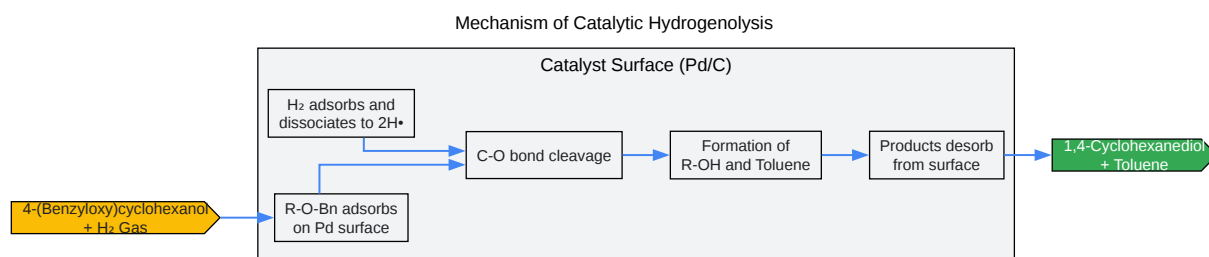 Mechanism of Catalytic Hydrogenolysis
Catalyst Surface (Pd/C)
H₂ adsorbs and
dissociates to 2H•
C-O bond cleavage
Formation of
R-OH and Toluene
Products desorb
from surface
1,4-Cyclohexanediol
+ Toluene
4-(Benzyloxy)cyclohexanol
+ H₂ Gas
R-O-Bn adsorbs
on Pd surface